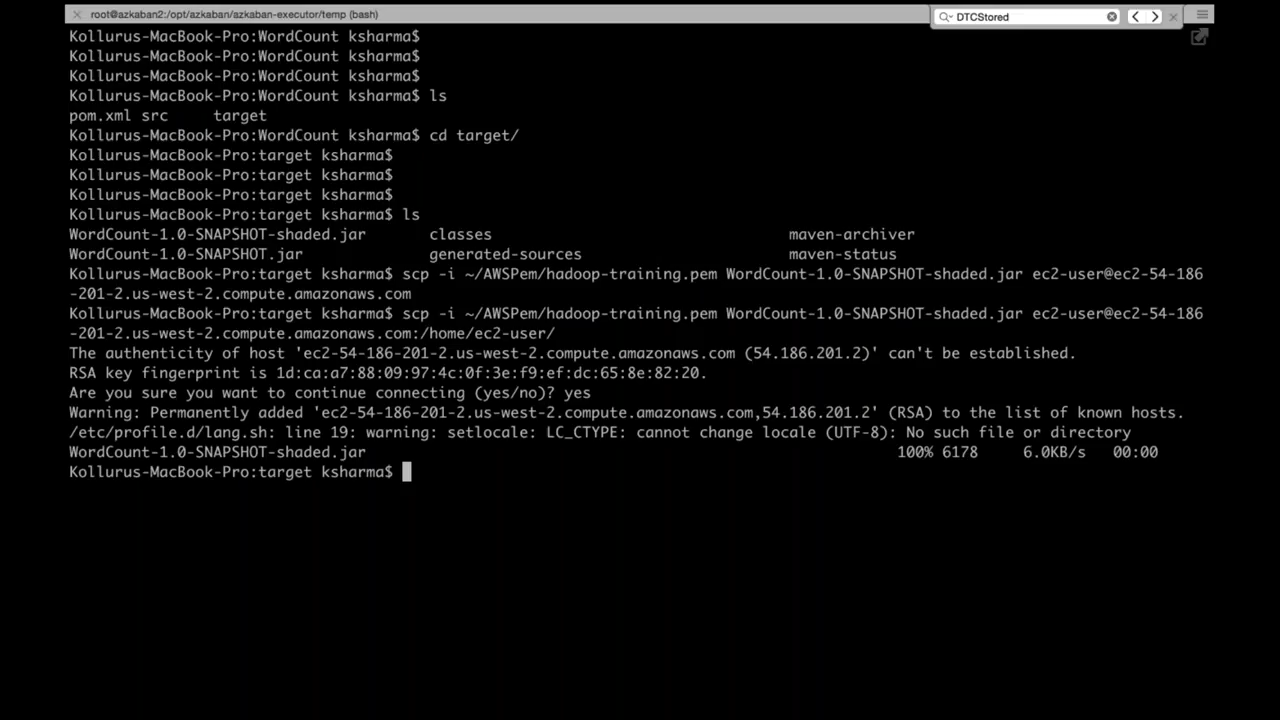 root@azkaban2:/opt/azkaban/azkaban-executor/temp (bash)
DTCStored
Kollurus-MacBook-Pro:WordCount ksharma$
Kollurus-MacBook-Pro:WordCount ksharma$
Kollurus-MacBook-Pro:WordCount ksharma$
Kollurus-MacBook-Pro:WordCount ksharma$ ls
pom.xml src target
Kollurus-MacBook-Pro:WordCount ksharma$ cd target/
Kollurus-MacBook-Pro:target ksharma$
Kollurus-MacBook-Pro:target ksharma$
Kollurus-MacBook-Pro:target ksharma$
Kollurus-MacBook-Pro:target ksharma$ ls
WordCount-1.0-SNAPSHOT-shaded.jar classes maven-archiver
WordCount-1.0-SNAPSHOT.jar generated-sources maven-status
Kollurus-MacBook-Pro:target ksharma$ scp -i ~/AWSPem/hadoop-training.pem WordCount-1.0-SNAPSHOT-shaded.jar ec2-user@ec2-54-186
-201-2.us-west-2.compute.amazonaws.com
Kollurus-MacBook-Pro:target ksharma$ scp -i ~/AWSPem/hadoop-training.pem WordCount-1.0-SNAPSHOT-shaded.jar ec2-user@ec2-54-186
-201-2.us-west-2.compute.amazonaws.com:/home/ec2-user/
The authenticity of host 'ec2-54-186-201-2.us-west-2.compute.amazonaws.com (54.186.201.2)' can't be established.
RSA key fingerprint is 1d:ca:a7:88:09:97:4c:0f:3e:f9:ef:dc:65:8e:82:20.
Are you sure you want to continue connecting (yes/no)? yes
Warning: Permanently added 'ec2-54-186-201-2.us-west-2.compute.amazonaws.com,54.186.201.2' (RSA) to the list of known hosts.
/etc/profile.d/lang.sh: line 19: warning: setlocale: LC_CTYPE: cannot change locale (UTF-8): No such file or directory
WordCount-1.0-SNAPSHOT-shaded.jar 100% 6178 6.0KB/s 00:00
Kollurus-MacBook-Pro:target ksharma$